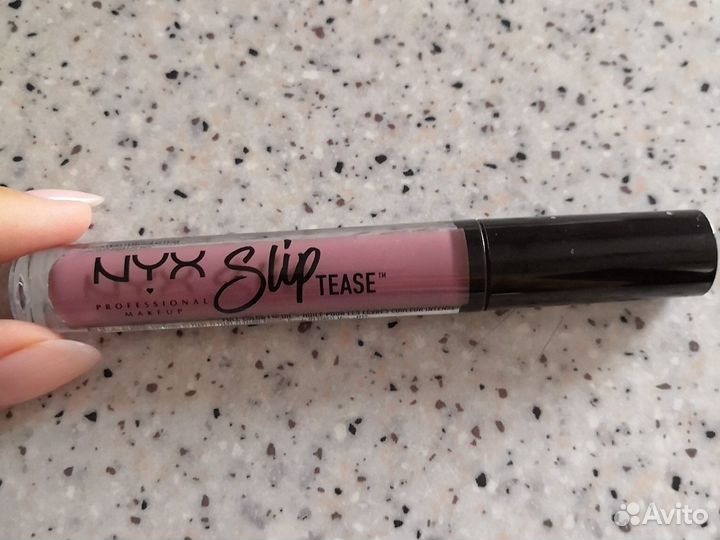 NYX Slip TEASE™
PROFESSIONAL
MAKEUP
Avito